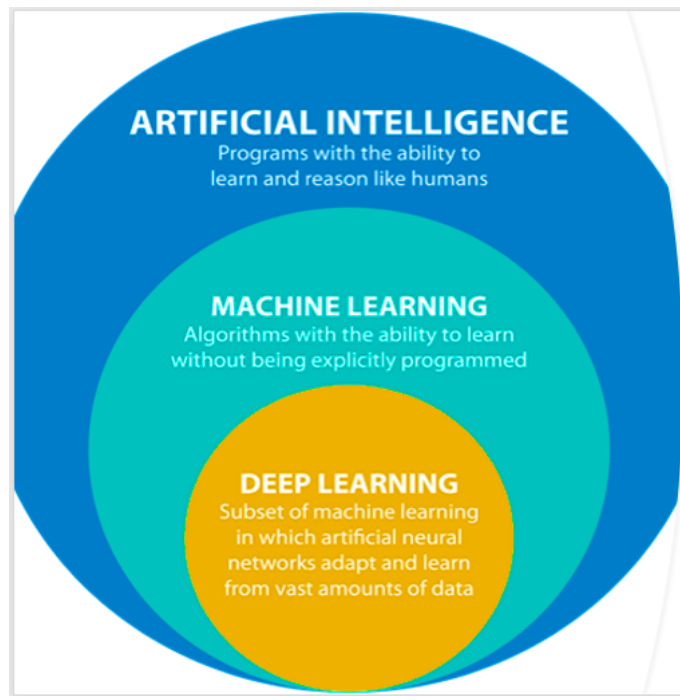 ARTIFICIAL INTELLIGENCE
Programs with the ability to
learn and reason like humans
MACHINE LEARNING
Algorithms with the ability to learn
without being explicitly programmed
DEEP LEARNING
Subset of machine learning
in which artificial neural
networks adapt and learn
from vast amounts of data